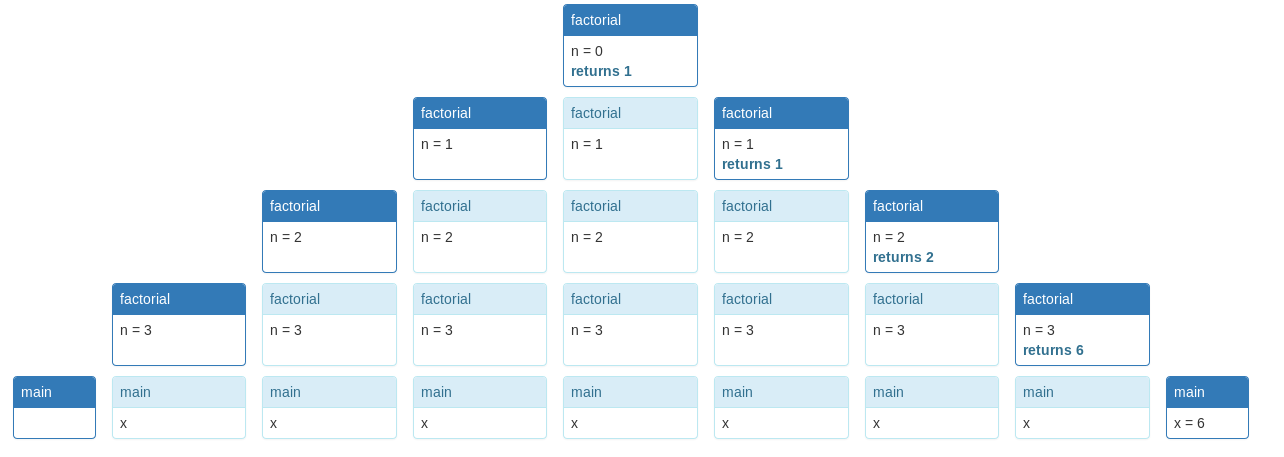 factorial
n = 0
returns 1
factorial factorial factorial
n = 1 n = 1 n = 1
returns 1
factorial factorial factorial factorial factorial
n = 2 n = 2 n = 2 n = 2 n = 2
returns 2
factorial factorial factorial factorial factorial factorial factorial
n = 3 n = 3 n = 3 n = 3 n = 3 n = 3 n = 3
returns 6
main main main main main main main main main
x x x x x x x x = 6